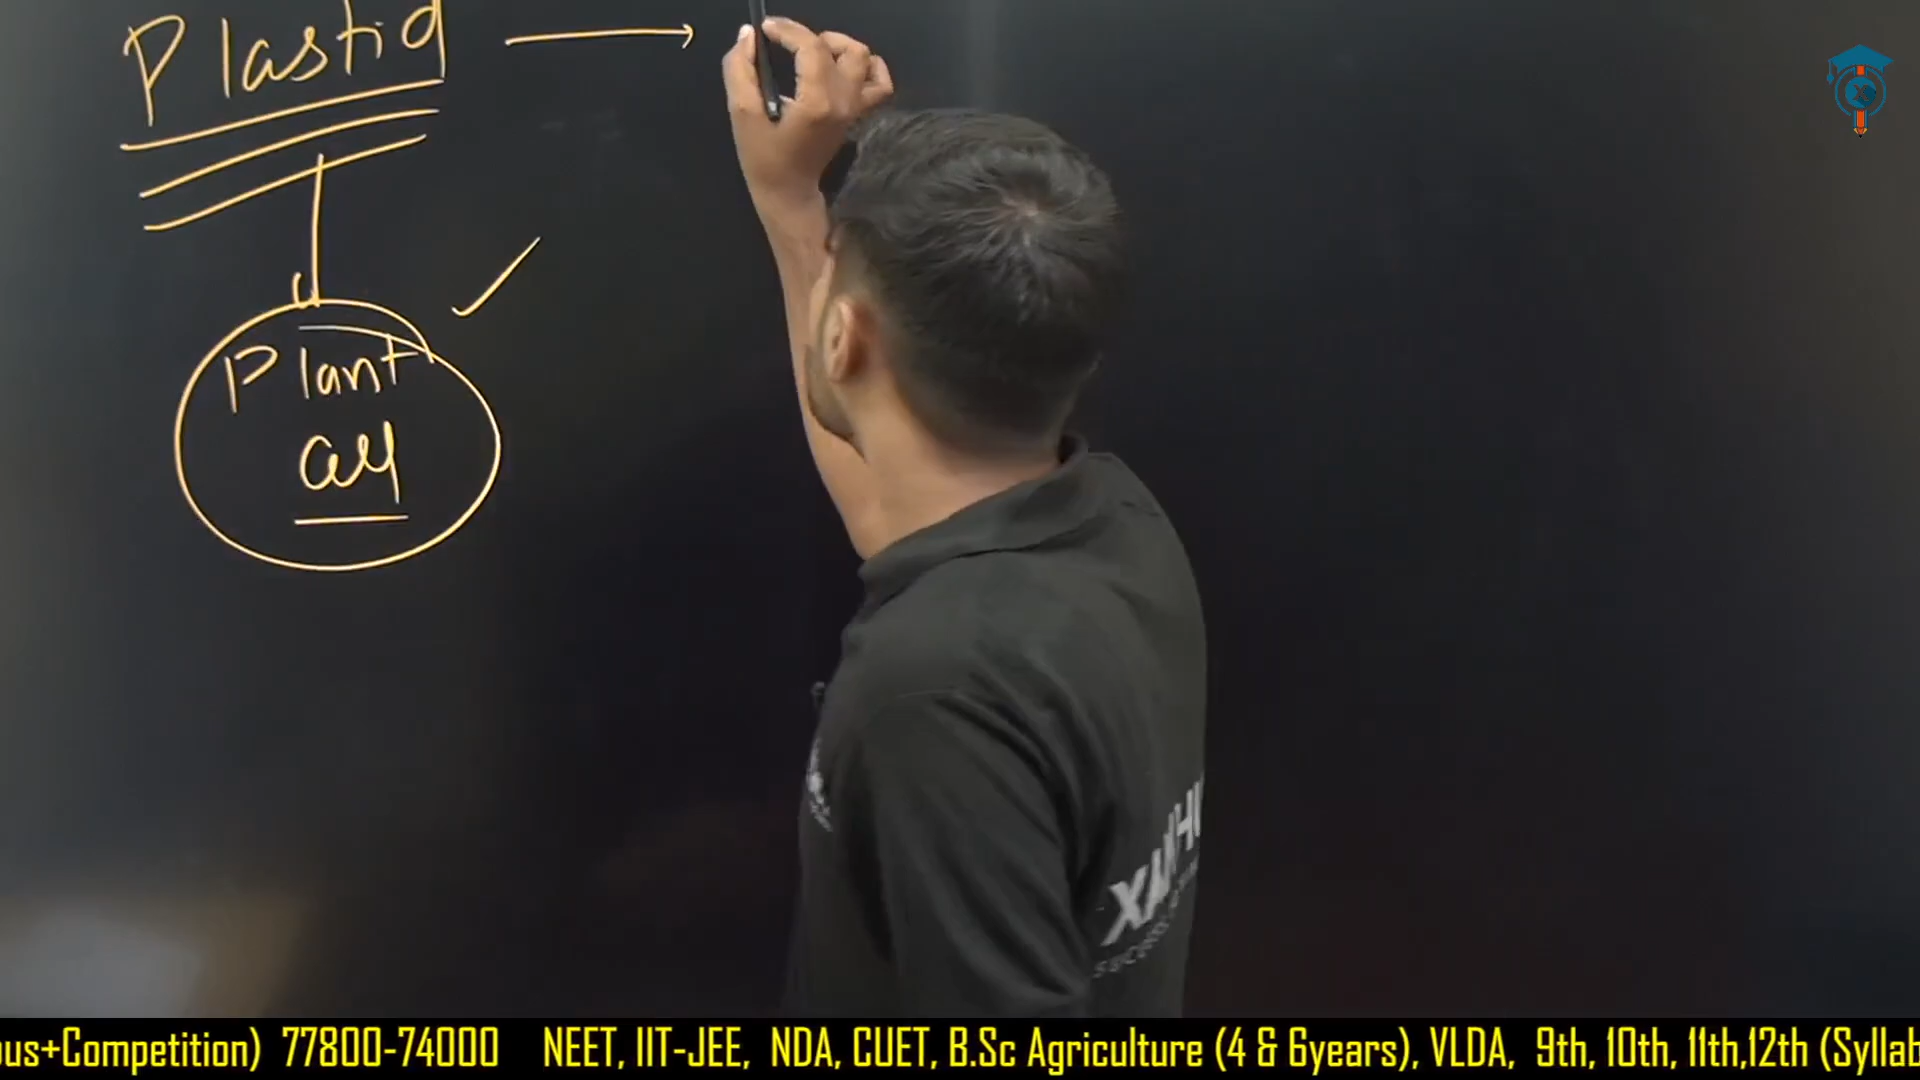 Plastid
Plant
cell
XANH
ous+Competition) 77800-74000 NEET, IIT-JEE, NDA, CUET, B.Sc Agriculture (4 & 6years), VLDA, 9th, 10th, 11th,12th (Syllab